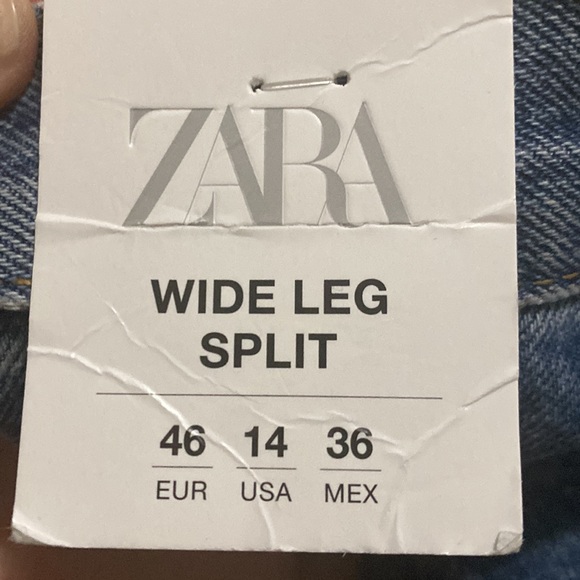 ZARA
WIDE LEG
SPLIT
46 14 36
EUR USA MEX